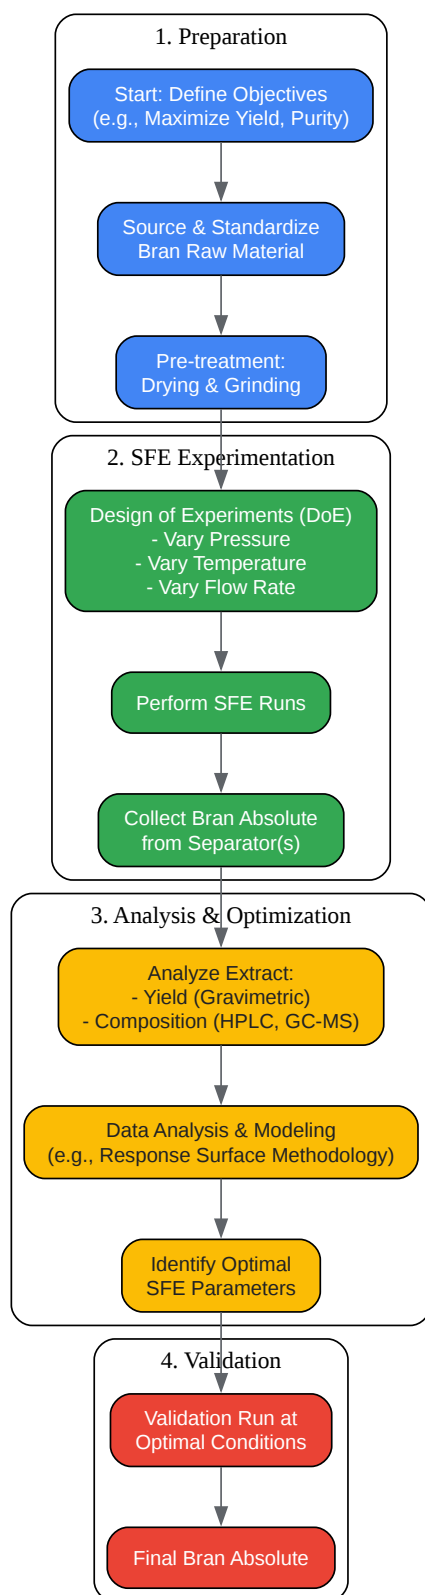 1. Preparation
Start: Define Objectives
(e.g., Maximize Yield, Purity)
Source & Standardize
Bran Raw Material
Pre-treatment:
Drying & Grinding
2. SFE Experimentation
Design of Experiments (DoE)
- Vary Pressure
- Vary Temperature
- Vary Flow Rate
Perform SFE Runs
Collect Bran Absolute
from Separator(s)
3. Analysis & Optimization
Analyze Extract:
- Yield (Gravimetric)
- Composition (HPLC, GC-MS)
Data Analysis & Modeling
(e.g., Response Surface Methodology)
Identify Optimal
SFE Parameters
4. Validation
Validation Run at
Optimal Conditions
Final Bran Absolute